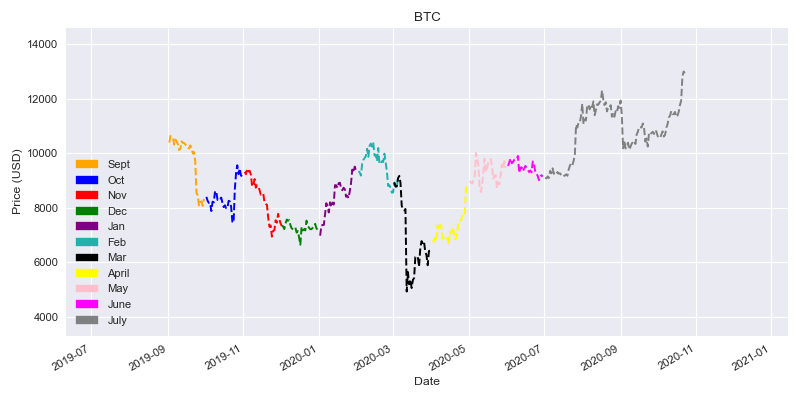 BTC
Price (USD)
14000
12000
10000
8000
6000
4000
Sept
Oct
Nov
Dec
Jan
Feb
Mar
April
May
June
July
2019-07
2019-09
2019-11
2020-01
2020-03
2020-05
2020-07
2020-09
2020-11
2021-01
Date